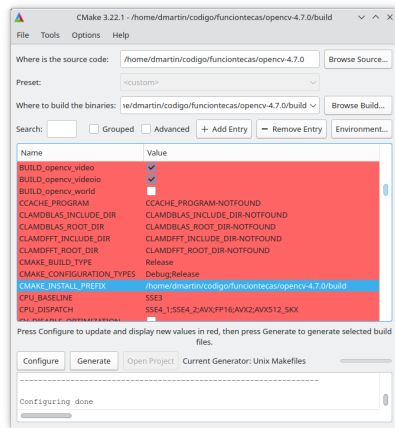 CMake 3.22.1 - /home/dmartin/codigo/funciontecas/opencv-4.7.0/build
File Tools Options Help
Where is the source code: /home/dmartin/codigo/funciontecas/opencv-4.7.0 Browse Source...
Preset: <custom>
Where to build the binaries: ne/dmartin/codigo/funciontecas/opencv-4.7.0/build Browse Build...
Search: Grouped Advanced + Add Entry − Remove Entry Environment...
Name Value
BUILD_opencv_video
BUILD_opencv_videoio
BUILD_opencv_world
CCACHE_PROGRAM CCACHE_PROGRAM-NOTFOUND
CLAMDBLAS_INCLUDE_DIR CLAMDBLAS_INCLUDE_DIR-NOTFOUND
CLAMDBLAS_ROOT_DIR CLAMDBLAS_ROOT_DIR-NOTFOUND
CLAMDFFT_INCLUDE_DIR CLAMDFFT_INCLUDE_DIR-NOTFOUND
CLAMDFFT_ROOT_DIR CLAMDFFT_ROOT_DIR-NOTFOUND
CMAKE_BUILD_TYPE Release
CMAKE_CONFIGURATION_TYPES Debug;Release
CMAKE_INSTALL_PREFIX /home/dmartin/codigo/funciontecas/opencv-4.7.0/build
CPU_BASELINE SSE3
CPU_DISPATCH SSE4_1;SSE4_2;AVX;FP16;AVX2;AVX512_SKX
CV_DISABLE_OPTIMIZATION
Press Configure to update and display new values in red, then press Generate to generate selected build
files.
Configure Generate Open Project Current Generator: Unix Makefiles
Configuring done